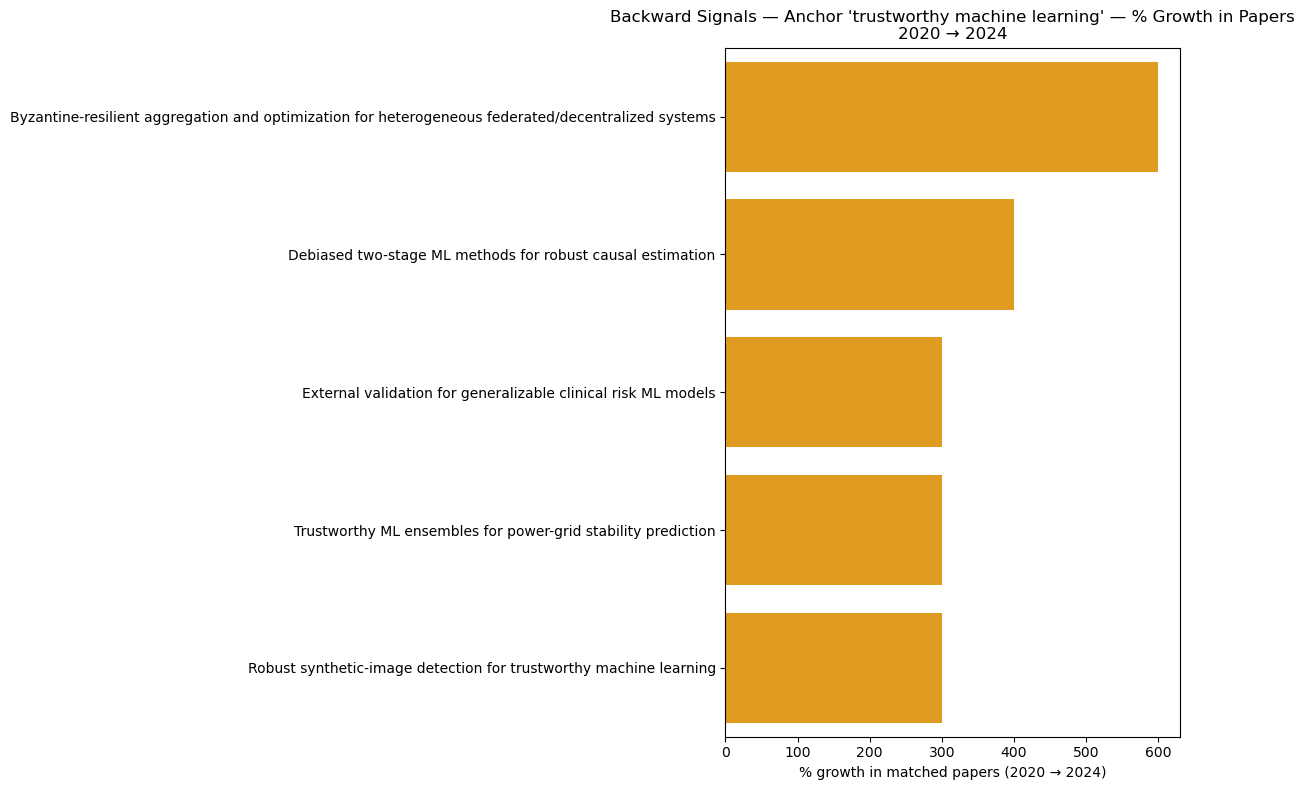 Backward Signals — Anchor 'trustworthy machine learning' — % Growth in Papers
2020 → 2024
Byzantine-resilient aggregation and optimization for heterogeneous federated/decentralized systems
Debiased two-stage ML methods for robust causal estimation
External validation for generalizable clinical risk ML models
Trustworthy ML ensembles for power-grid stability prediction
Robust synthetic-image detection for trustworthy machine learning
0 100 200 300 400 500 600
% growth in matched papers (2020 → 2024)